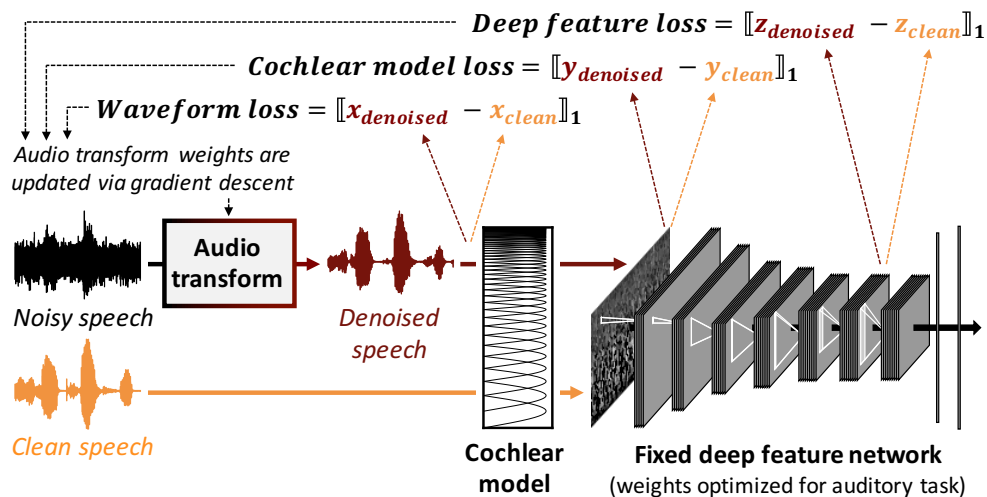 Deep feature loss = ⟦z_denoised − z_clean⟧_1
Cochlear model loss = ⟦y_denoised − y_clean⟧_1
Waveform loss = ⟦x_denoised − x_clean⟧_1
Audio transform weights are
updated via gradient descent
Audio
transform
Noisy speech
Denoised
speech
Clean speech
Cochlear
model
Fixed deep feature network
(weights optimized for auditory task)